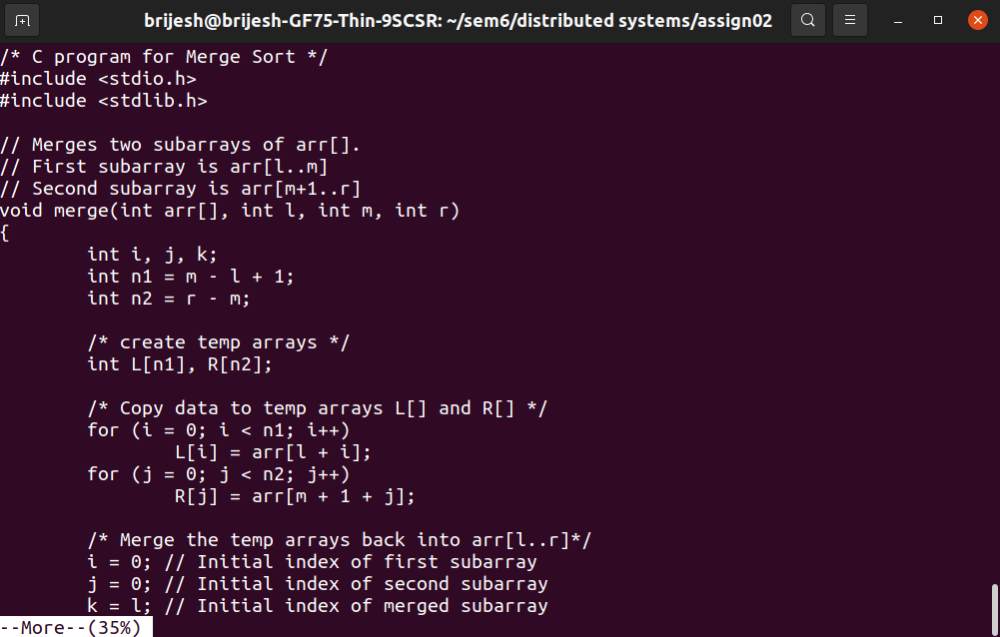 brijesh@brijesh-GF75-Thin-9SCSR: ~/sem6/distributed systems/assign02
/* C program for Merge Sort */
#include <stdio.h>
#include <stdlib.h>

// Merges two subarrays of arr[].
// First subarray is arr[l..m]
// Second subarray is arr[m+1..r]
void merge(int arr[], int l, int m, int r)
{
        int i, j, k;
        int n1 = m - l + 1;
        int n2 = r - m;

        /* create temp arrays */
        int L[n1], R[n2];

        /* Copy data to temp arrays L[] and R[] */
        for (i = 0; i < n1; i++)
                L[i] = arr[l + i];
        for (j = 0; j < n2; j++)
                R[j] = arr[m + 1 + j];

        /* Merge the temp arrays back into arr[l..r]*/
        i = 0; // Initial index of first subarray
        j = 0; // Initial index of second subarray
        k = l; // Initial index of merged subarray
--More--(35%)